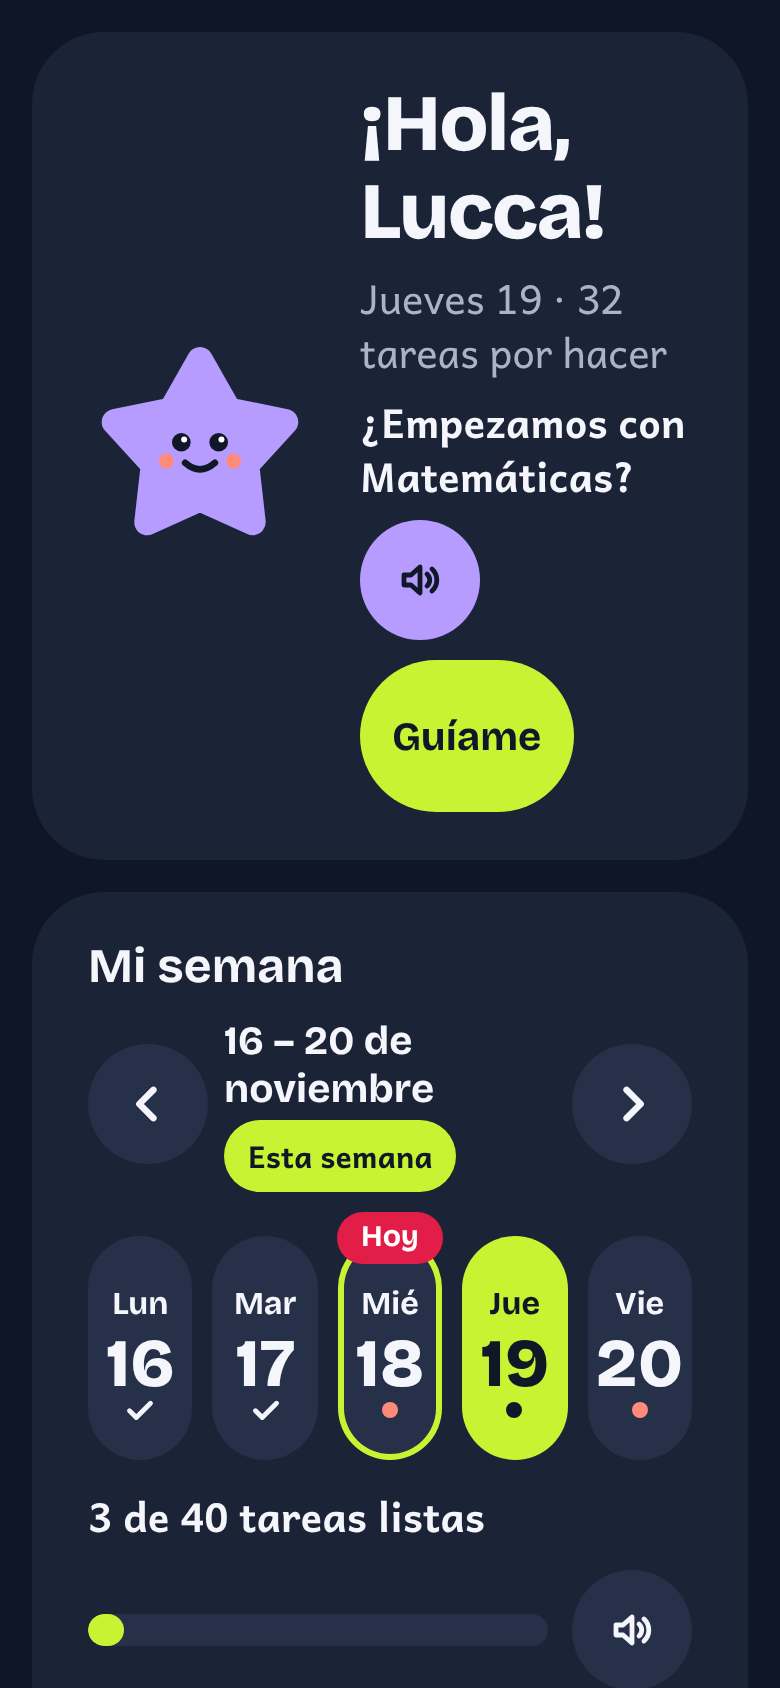 ¡Hola,
Lucca!
Jueves 19 · 32
tareas por hacer
¿Empezamos con
Matemáticas?
Guíame
Mi semana
16 – 20 de
noviembre
Esta semana
Hoy
Lun Mar Mié Jue Vie
16 17 18 19 20
3 de 40 tareas listas